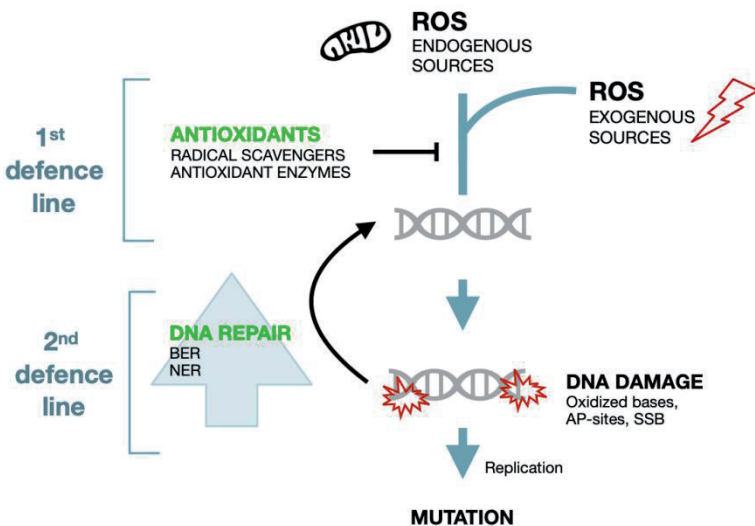 ROS
ENDOGENOUS
SOURCES
ROS
EXOGENOUS
SOURCES
1st
defence
line
ANTIOXIDANTS
RADICAL SCAVENGERS
ANTIOXIDANT ENZYMES
2nd
defence
line
DNA REPAIR
BER
NER
DNA DAMAGE
Oxidized bases,
AP-sites, SSB
Replication
MUTATION